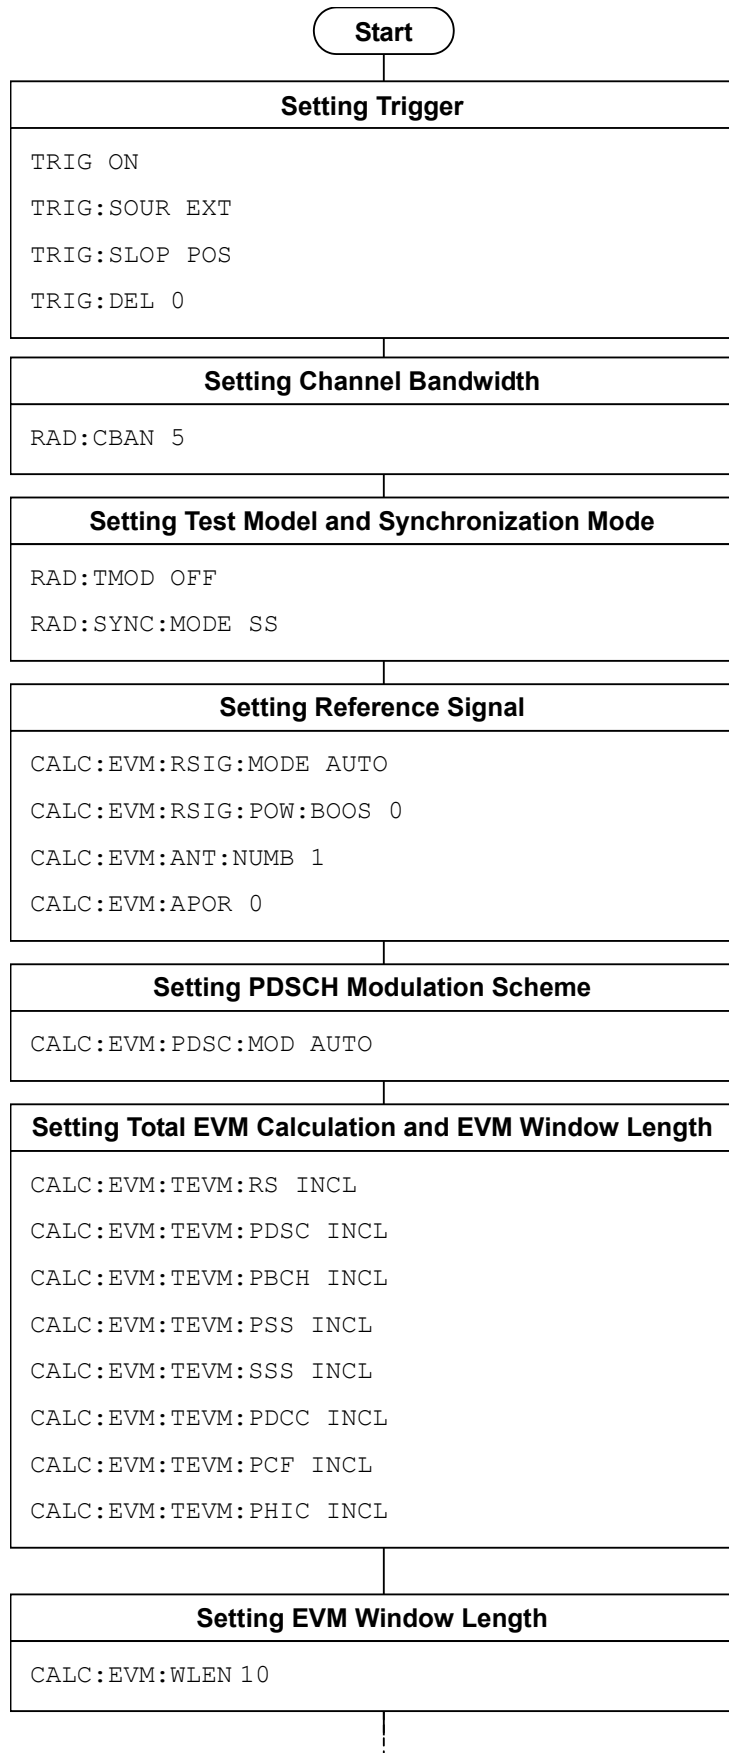 Start
Setting Trigger
TRIG ON
TRIG:SOUR EXT
TRIG:SLOP POS
TRIG:DEL 0
Setting Channel Bandwidth
RAD:CBAN 5
Setting Test Model and Synchronization Mode
RAD:TMOD OFF
RAD:SYNC:MODE SS
Setting Reference Signal
CALC:EVM:RSIG:MODE AUTO
CALC:EVM:RSIG:POW:BOOS 0
CALC:EVM:ANT:NUMB 1
CALC:EVM:APOR 0
Setting PDSCH Modulation Scheme
CALC:EVM:PDSC:MOD AUTO
Setting Total EVM Calculation and EVM Window Length
CALC:EVM:TEVM:RS INCL
CALC:EVM:TEVM:PDSC INCL
CALC:EVM:TEVM:PBCH INCL
CALC:EVM:TEVM:PSS INCL
CALC:EVM:TEVM:SSS INCL
CALC:EVM:TEVM:PDCC INCL
CALC:EVM:TEVM:PCF INCL
CALC:EVM:TEVM:PHIC INCL
Setting EVM Window Length
CALC:EVM:WLEN 10